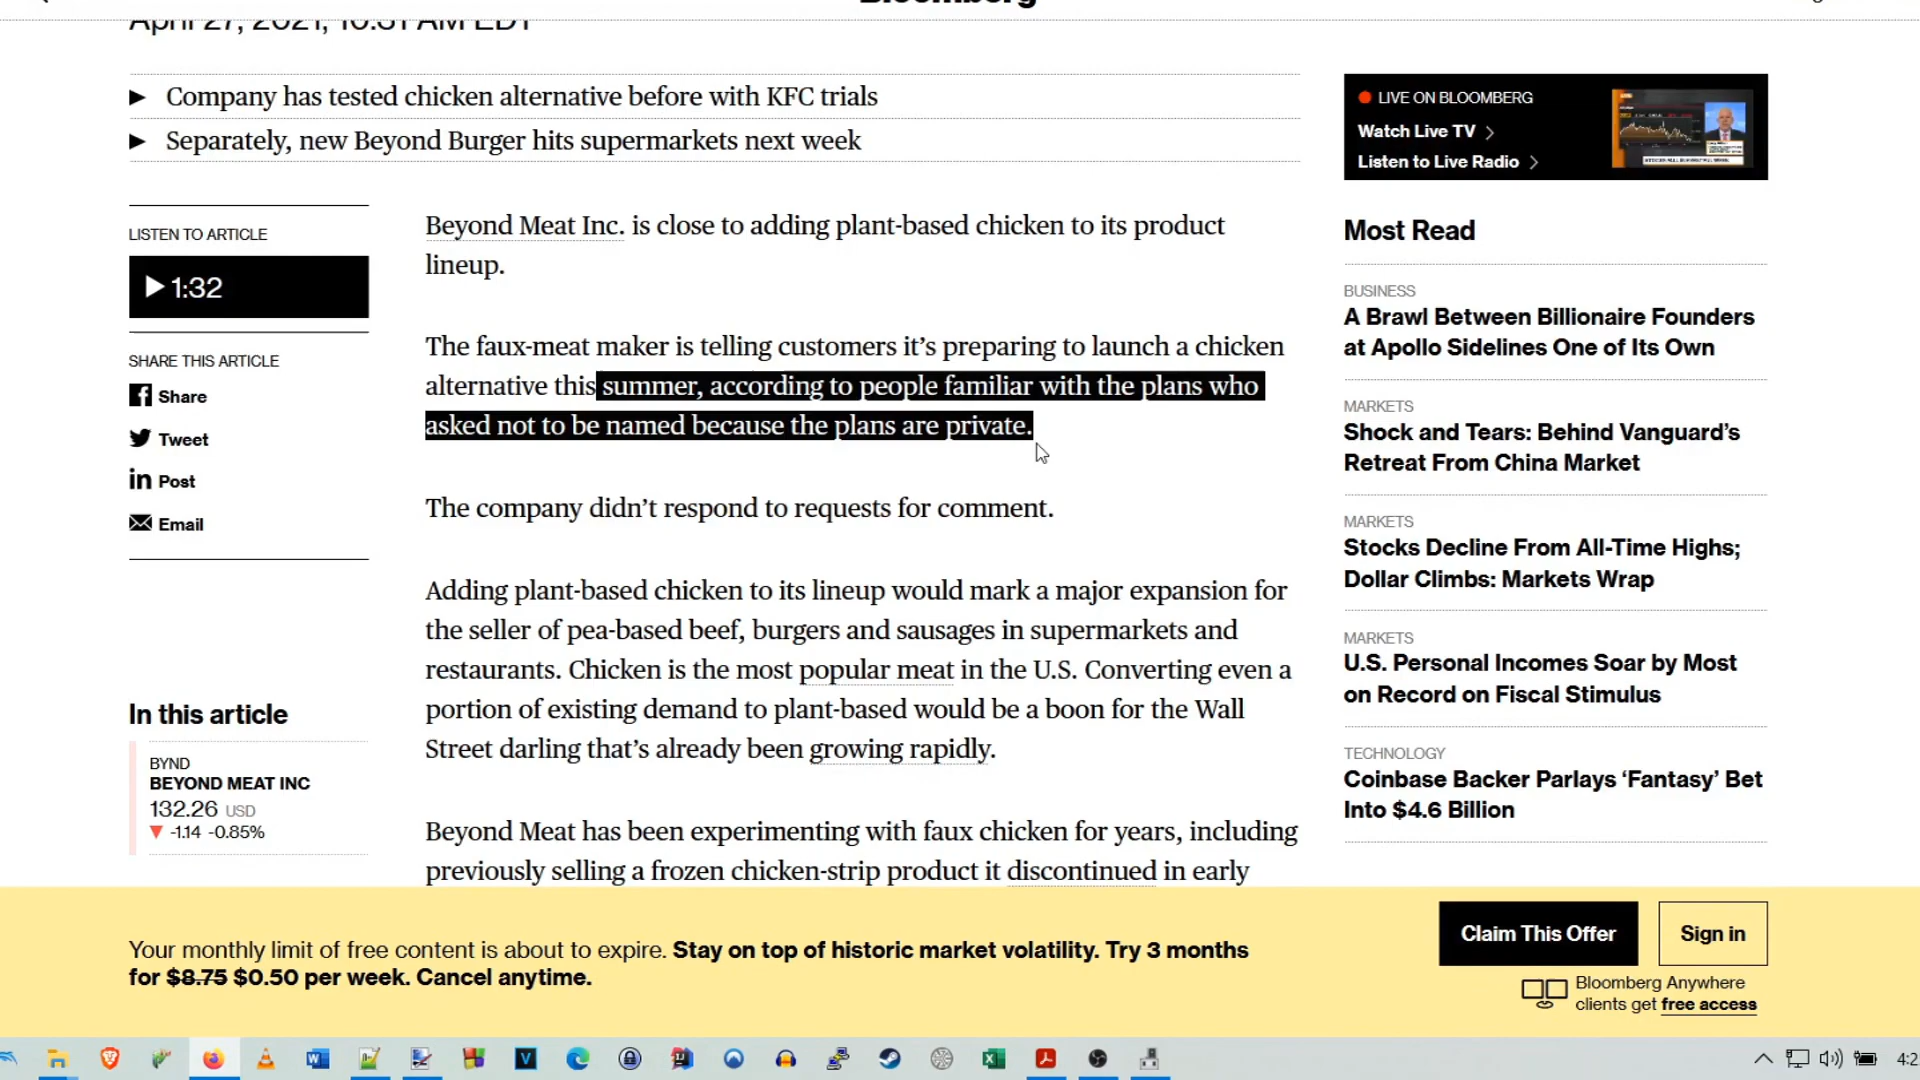 Bloomberg
April 27, 2021, 10:31 AM EDT
Company has tested chicken alternative before with KFC trials
Separately, new Beyond Burger hits supermarkets next week
LISTEN TO ARTICLE
1:32
SHARE THIS ARTICLE
Share
Tweet
Post
Email
In this article
BYND
BEYOND MEAT INC
132.26 USD
-1.14 -0.85%
Beyond Meat Inc. is close to adding plant-based chicken to its product
lineup.
The faux-meat maker is telling customers it’s preparing to launch a chicken
alternative this summer, according to people familiar with the plans who
asked not to be named because the plans are private.
The company didn’t respond to requests for comment.
Adding plant-based chicken to its lineup would mark a major expansion for
the seller of pea-based beef, burgers and sausages in supermarkets and
restaurants. Chicken is the most popular meat in the U.S. Converting even a
portion of existing demand to plant-based would be a boon for the Wall
Street darling that’s already been growing rapidly.
Beyond Meat has been experimenting with faux chicken for years, including
previously selling a frozen chicken-strip product it discontinued in early
LIVE ON BLOOMBERG
Watch Live TV
Listen to Live Radio
Most Read
BUSINESS
A Brawl Between Billionaire Founders
at Apollo Sidelines One of Its Own
MARKETS
Shock and Tears: Behind Vanguard’s
Retreat From China Market
MARKETS
Stocks Decline From All-Time Highs;
Dollar Climbs: Markets Wrap
MARKETS
U.S. Personal Incomes Soar by Most
on Record on Fiscal Stimulus
TECHNOLOGY
Coinbase Backer Parlays ‘Fantasy’ Bet
Into $4.6 Billion
Your monthly limit of free content is about to expire. Stay on top of historic market volatility. Try 3 months
for $8.75 $0.50 per week. Cancel anytime.
Claim This Offer
Sign in
Bloomberg Anywhere
clients get free access
4:2